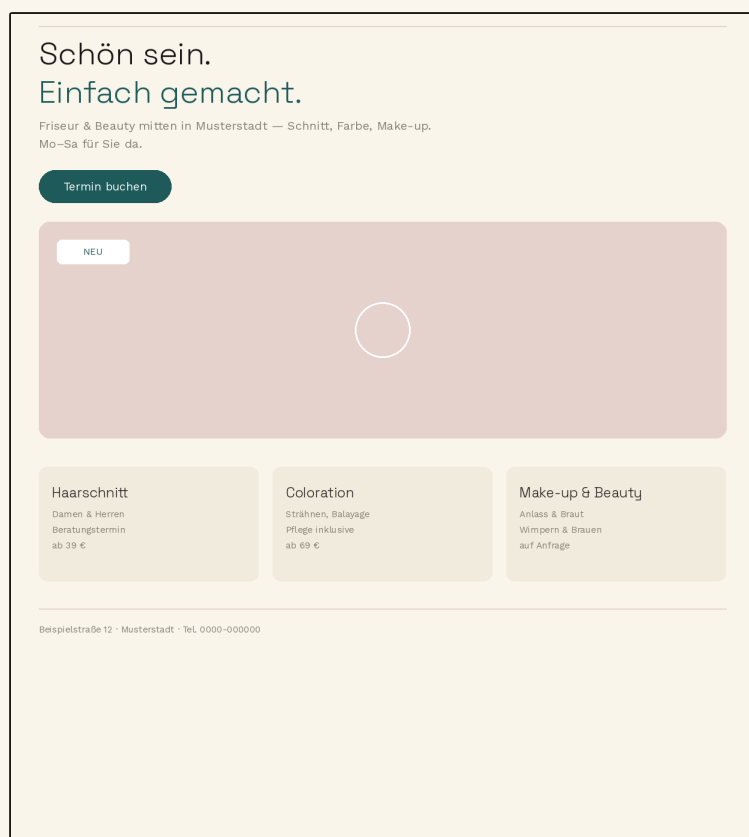 Schön sein.
Einfach gemacht.
Friseur & Beauty mitten in Musterstadt — Schnitt, Farbe, Make-up.
Mo–Sa für Sie da.
Termin buchen
NEU
Haarschnitt
Damen & Herren
Beratungstermin
ab 39 €
Coloration
Strähnen, Balayage
Pflege inklusive
ab 69 €
Make-up & Beauty
Anlass & Braut
Wimpern & Brauen
auf Anfrage
Beispielstraße 12 · Musterstadt · Tel. 0000-000000